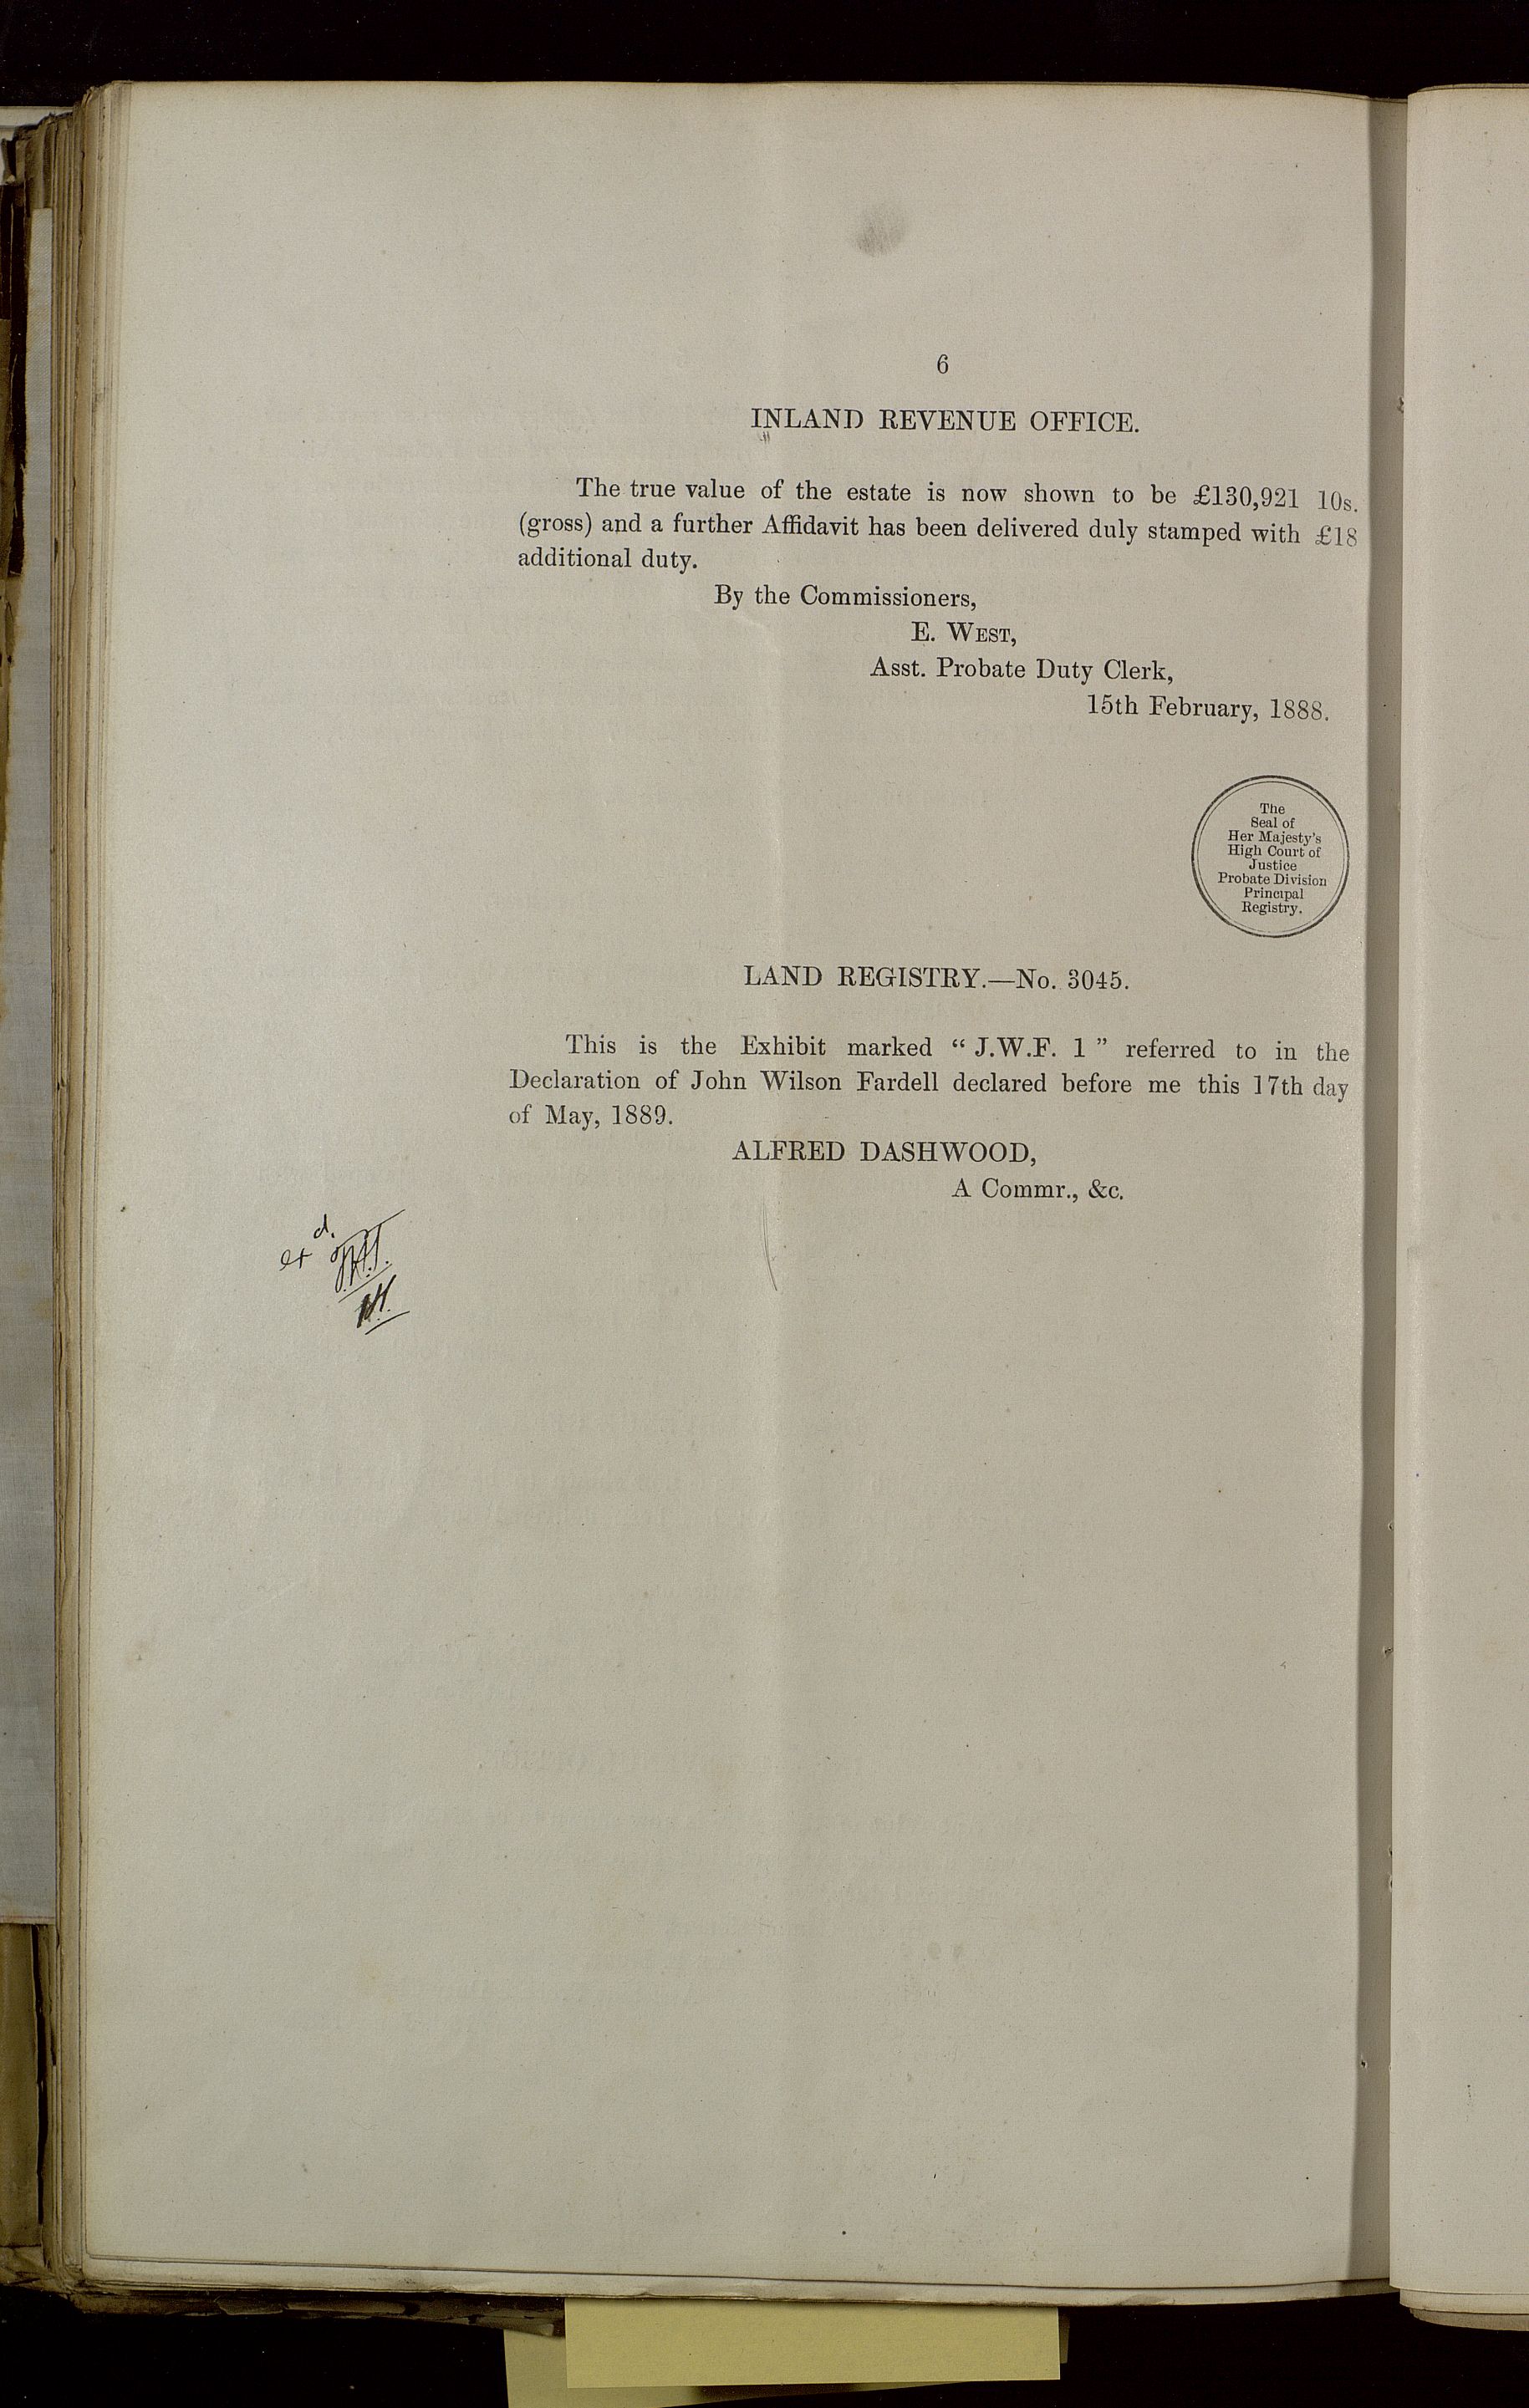 6
INLAND REVENUE OFFICE.
The true value of the estate is now shown to be £130,921 10s.
(gross) and a further Affidavit has been delivered duly stamped with £18
additional duty.
By the Commissioners,
E. WEST,
Asst. Probate Duty Clerk,
15th February, 1888.
The
Seal of
Her Majesty's
High Court of
Justice
Probate Division
Principal
Registry.
LAND REGISTRY.—No. 3045.
This is the Exhibit marked “ J.W.F. 1 ” referred to in the
Declaration of John Wilson Fardell declared before me this 17th day
of May, 1889.
ALFRED DASHWOOD,
A Commr., &c.
exd.